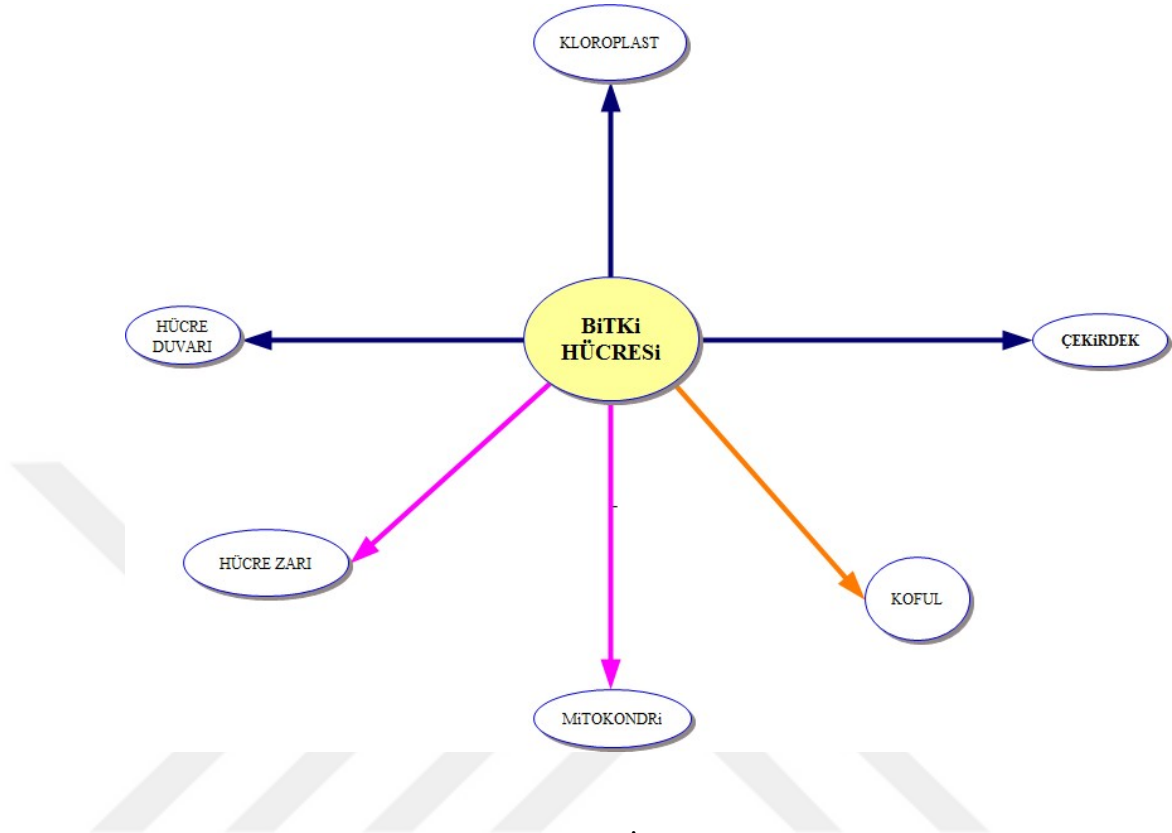 KLOROPLAST
HÜCRE
DUVARI
BiTKi
HÜCRESi
ÇEKiRDEK
HÜCRE ZARI
KOFUL
MiTOKONDRi